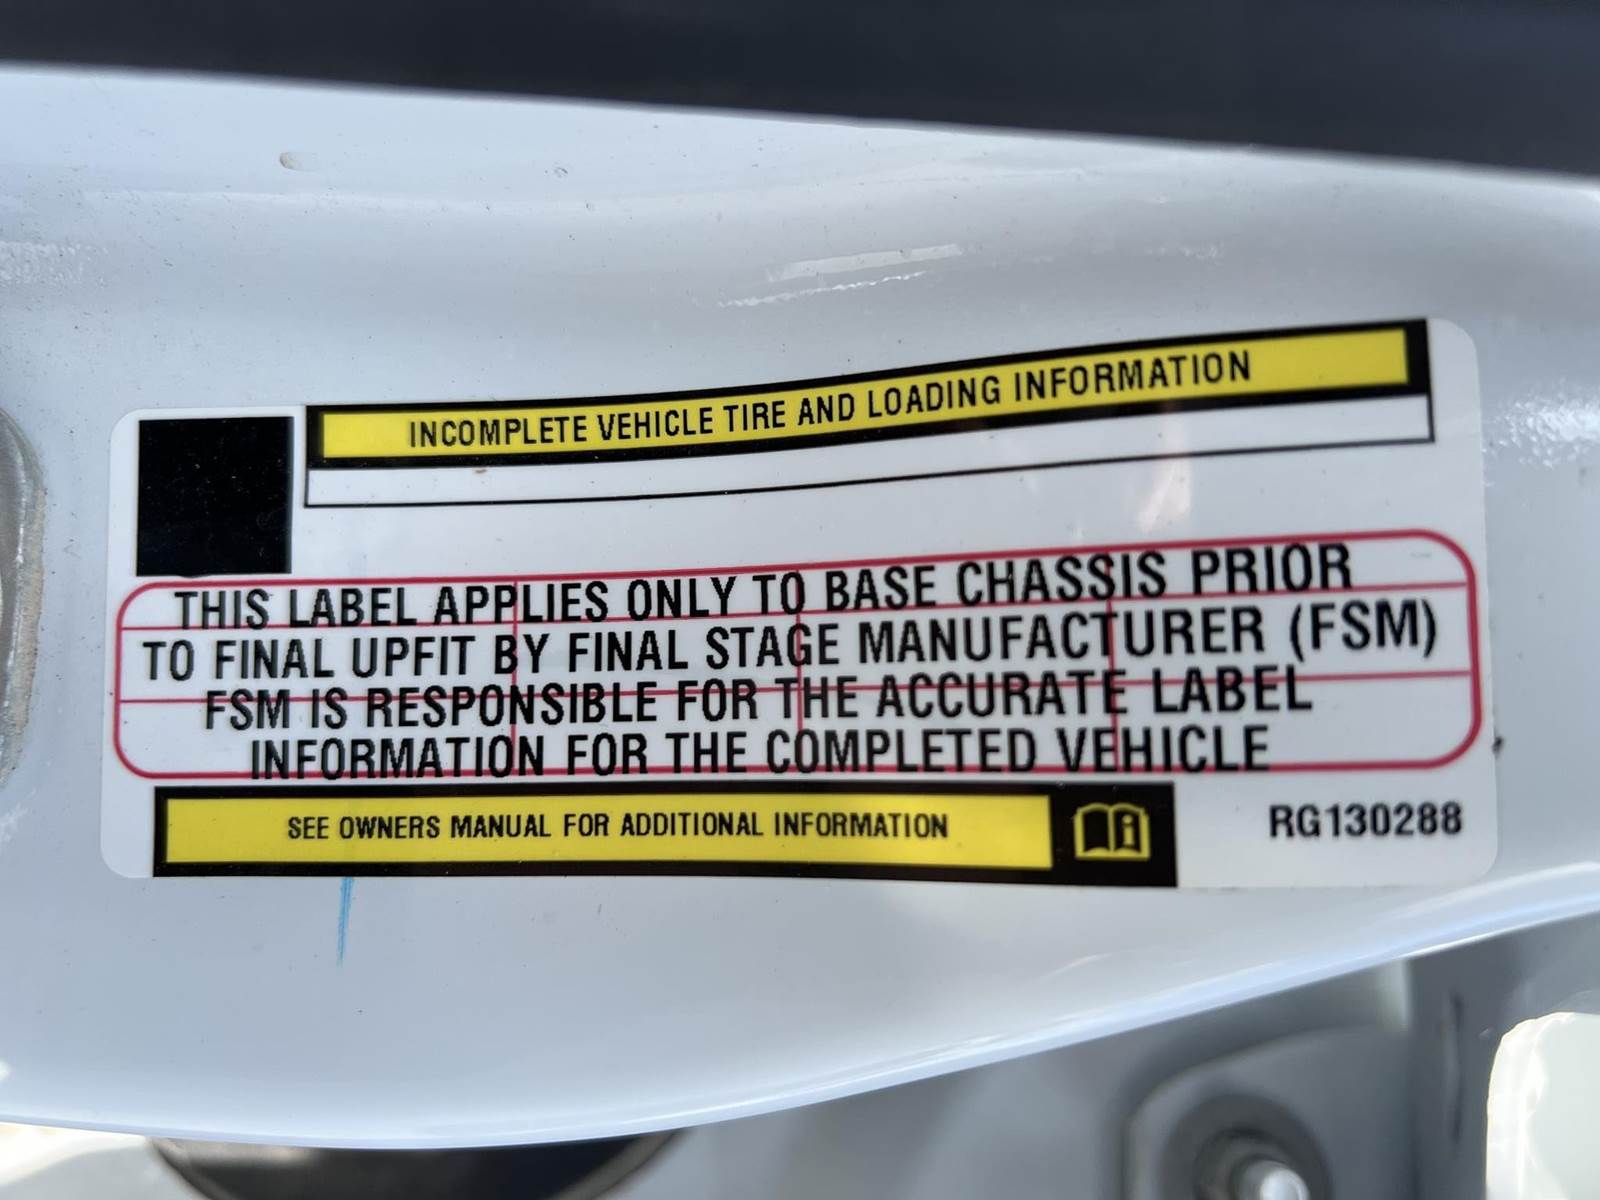 INCOMPLETE VEHICLE TIRE AND LOADING INFORMATION
THIS LABEL APPLIES ONLY TO BASE CHASSIS PRIOR
TO FINAL UPFIT BY FINAL STAGE MANUFACTURER (FSM)
FSM IS RESPONSIBLE FOR THE ACCURATE LABEL
INFORMATION FOR THE COMPLETED VEHICLE
SEE OWNERS MANUAL FOR ADDITIONAL INFORMATION
RG130288